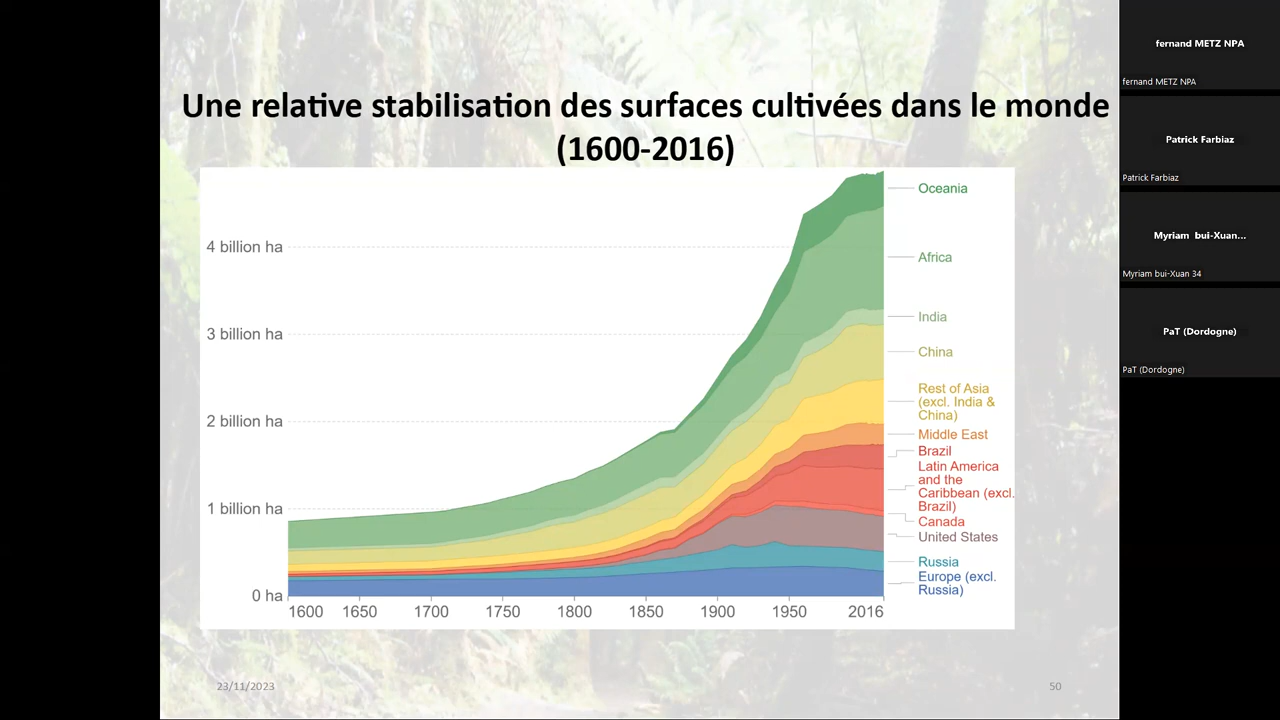 Une relative stabilisation des surfaces cultivées dans le monde
(1600-2016)
4 billion ha
3 billion ha
2 billion ha
1 billion ha
0 ha
1600
1650
1700
1750
1800
1850
1900
1950
2016
Oceania
Africa
India
China
Rest of Asia
(excl. India &
China)
Middle East
Brazil
Latin America
and the
Caribbean (excl.
Brazil)
Canada
United States
Russia
Europe (excl.
Russia)
23/11/2023
50
fernand METZ NPA
fernand METZ NPA
Patrick Farbiaz
Patrick Farbiaz
Myriam bui-Xuan...
Myriam bui-Xuan 34
PaT (Dordogne)
PaT (Dordogne)